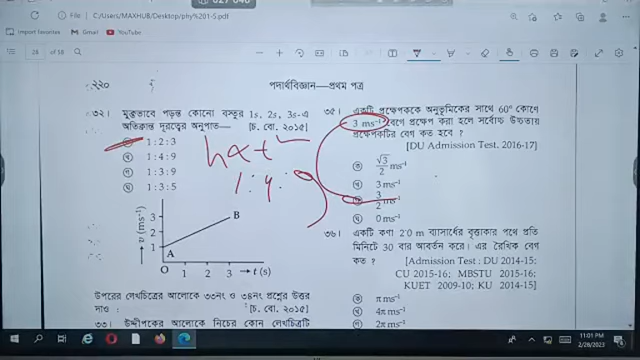 C:/Users/MAXHUB/Desktop/phy%201-5.pdf
Import favorites Gmail YouTube
28 of 58
২২০
পদার্থবিজ্ঞান—প্রথম পত্র
৩২। মুক্তভাবে পড়ন্ত কোনো বস্তুর 1s, 2s, 3s-এ
অতিক্রান্ত দূরত্বের অনুপাত—
[চ. বো. ২০১৫]
1:2:3
খ 1:4:9
গ 1:3:9
ঘ 1:3:5
h ∝ t
1:4:
v (ms⁻¹)
3
2
1
A
B
O
1 2 3
t (s)
উপরের লেখচিত্রের আলোকে ৩৩নং ও ৩৪নং প্রশ্নের উত্তর
দাও:
[চ. বো. ২০১৫]
৩৩। উদ্দীপকের আলোকে নিচের কোন লেখচিত্রটি
৩৫। একটি প্রক্ষেপককে অনুভূমিকের সাথে 60° কোণে
3 ms⁻¹ বেগে প্রক্ষেপ করা হলে সর্বোচ্চ উচ্চতায়
প্রক্ষেপকটির বেগ কত হবে ?
[DU Admission Test. 2016-17]
ক √3/2 ms⁻¹
খ 3 ms⁻¹
3/2 ms⁻¹
ঘ 0 ms⁻¹
৩৬। একটি কণা 2'0 m ব্যাসার্ধের বৃত্তাকার পথে প্রতি
মিনিটে 30 বার আবর্তন করে। এর রৈখিক বেগ
কত ?
[Admission Test : DU 2014-15;
CU 2015-16; MBSTU 2015-16;
KUET 2009-10; KU 2014-15]
ক π ms⁻¹
খ 4π ms⁻¹
গ 2π ms⁻¹
11:01 PM
2/28/2023